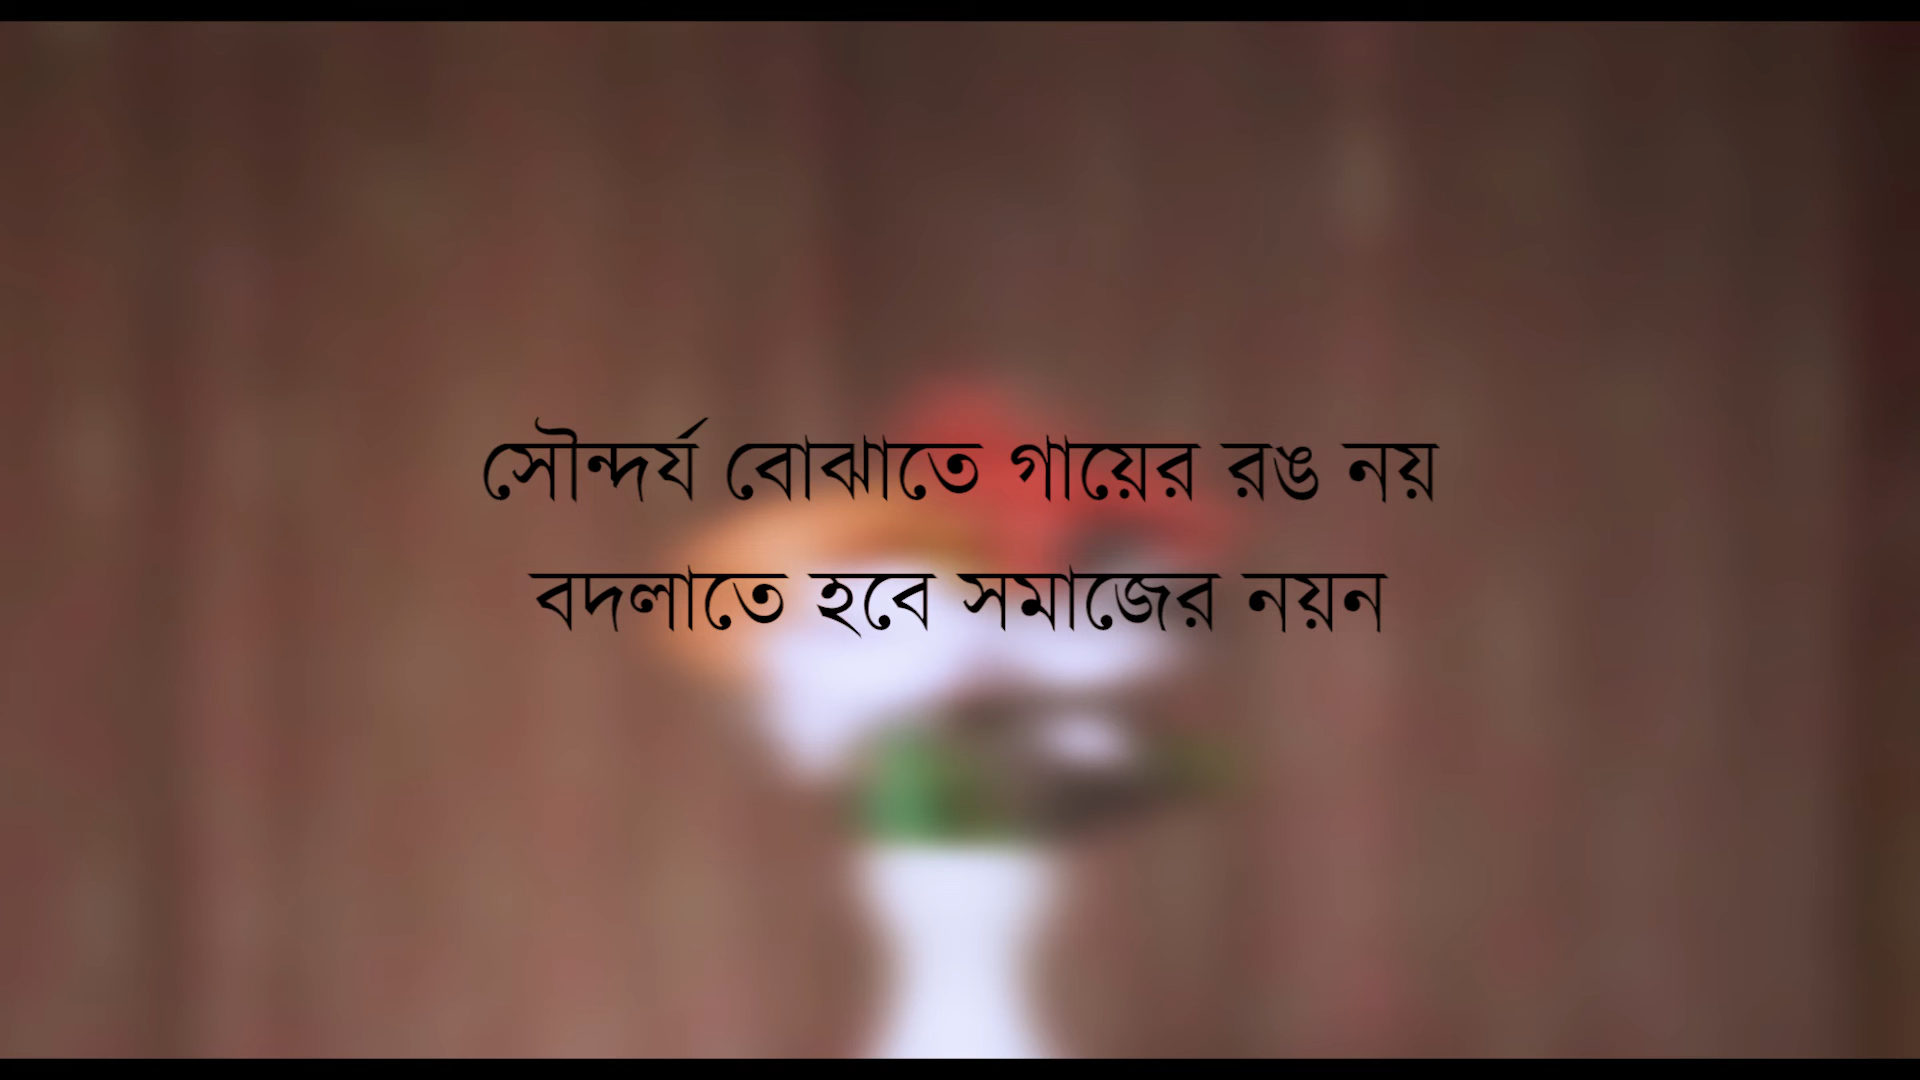 সৌন্দর্য বোঝাতে গায়ের রঙ নয়
বদলাতে হবে সমাজের নয়ন